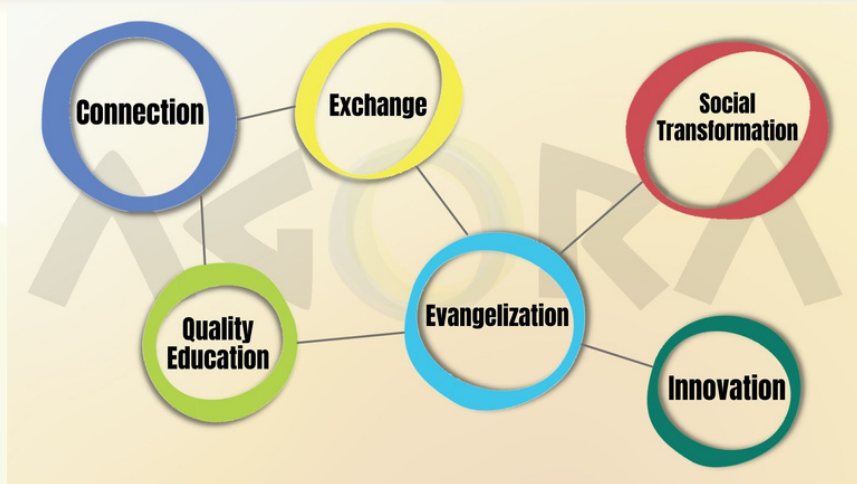 Connection
Exchange
Social
Transformation
AGORA
Quality
Education
Evangelization
Innovation